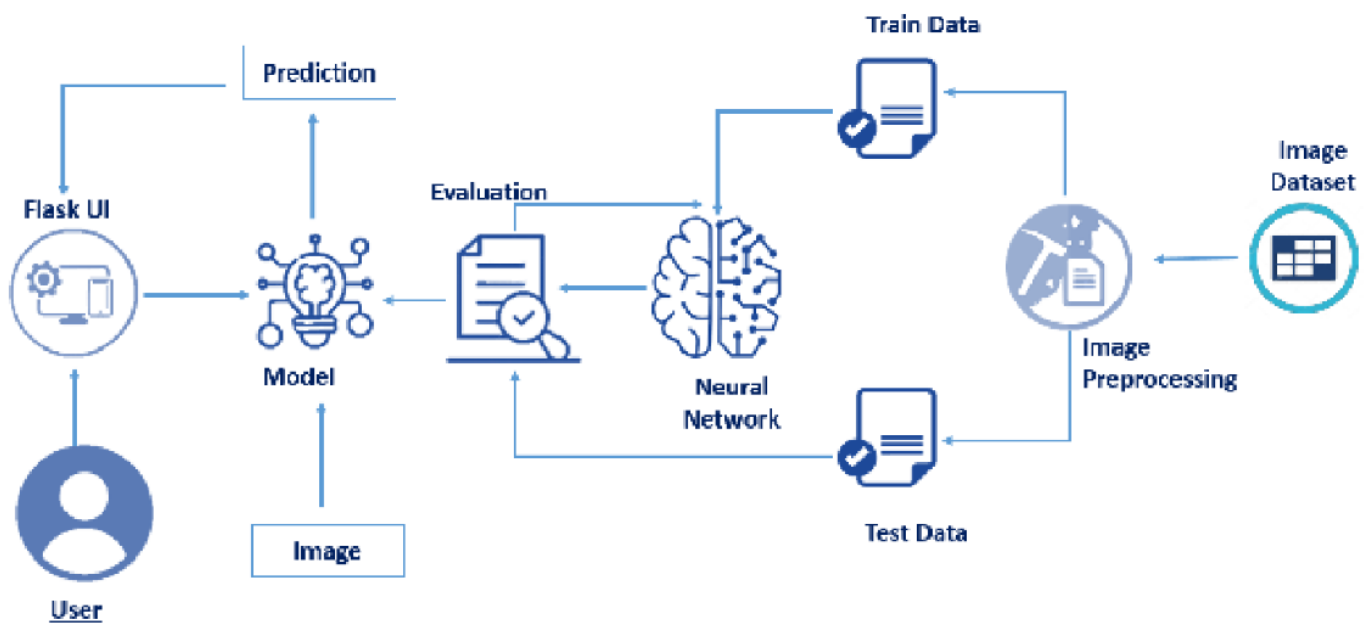 Train Data
Prediction
Image
Dataset
Evaluation
Flask UI
Image
Preprocessing
Model
Neural
Network
Test Data
Image
User